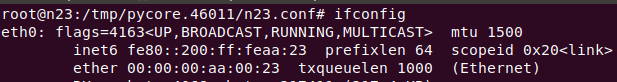 root@n23:/tmp/pycore.46011/n23.conf# ifconfig
eth0: flags=4163<UP,BROADCAST,RUNNING,MULTICAST>  mtu 1500
        inet6 fe80::200:ff:feaa:23  prefixlen 64  scopeid 0x20<link>
        ether 00:00:00:aa:00:23  txqueuelen 1000  (Ethernet)